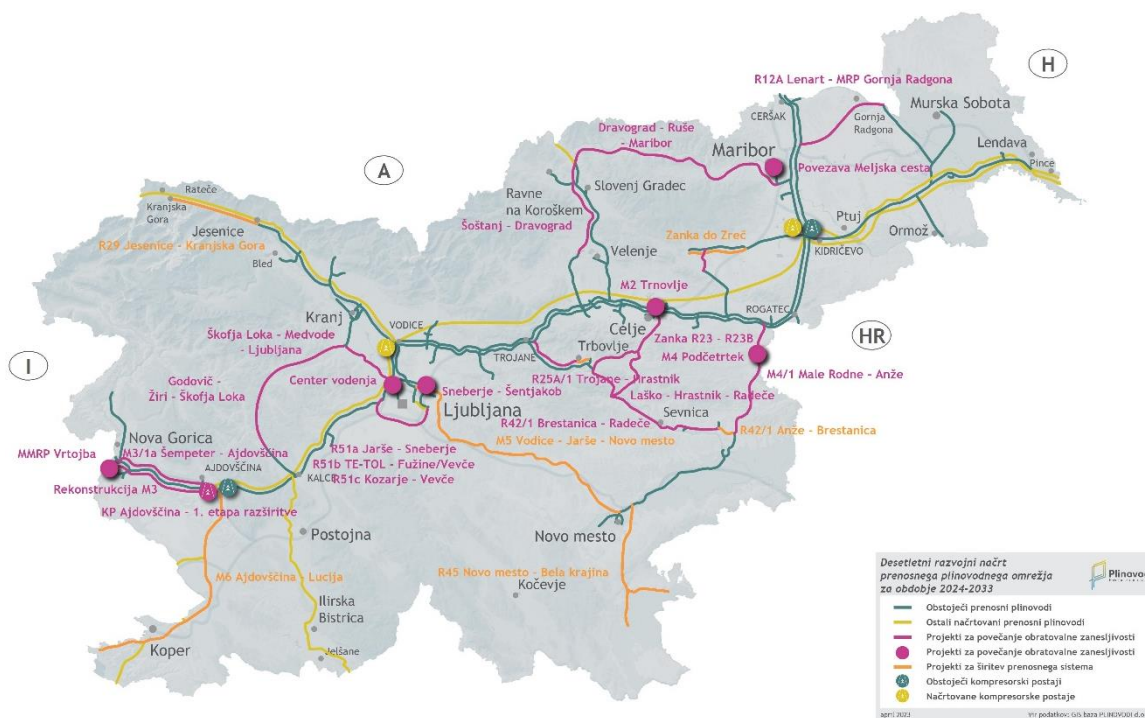 H
R12A Lenart - MRP Gornja Radgona
Murska Sobota
CERŠAK
Gornja
Radgona
Dravograd - Ruše
- Maribor
Maribor
Lendava
Povezava Meljska cesta
Pince
A
Rateče
Kranjska
Gora
Ravne
na Koroškem
Slovenj Gradec
Jesenice
Šoštanj - Dravograd
Ptuj
R29 Jesenice - Kranjska Gora
Zanka do Zreč
Ormož
Bled
Velenje
KIDRIČEVO
M2 Trnovlje
Kranj
VODICE
ROGATEC
Celje
Škofja Loka - Medvode
- Ljubljana
Zanka R23 - R23B
HR
TROJANE
Trbovlje
M4 Podčetrtek
I
Godovič -
Žiri - Škofja Loka
Center vodenja
Sneberje - Šentjakob
R25A/1 Trojane - Hrastnik
M4/1 Male Rodne - Anže
Laško - Hrastnik - Radeče
Ljubljana
Sevnica
R42/1 Brestanica - Radeče
R42/1 Anže - Brestanica
Nova Gorica
M5 Vodice - Jarše - Novo mesto
MMRP Vrtojba
M3/1a Šempeter - Ajdovščina
R51a Jarše - Sneberje
R51b TE-TOL - Fužine/Vevče
R51c Kozarje - Vevče
AJDOVŠČINA
KALCE
Rekonstrukcija M3
KP Ajdovščina - 1. etapa razširitve
Postojna
Novo mesto
M6 Ajdovščina - Lucija
R45 Novo mesto - Bela krajina
Kočevje
Ilirska
Bistrica
Koper
Jelšane
Desetletni razvojni načrt
prenosnega plinovodnega omrežja
za obdobje 2024-2033
Plinovodi
Obstoječi prenosni plinovodi
Ostali načrtovani prenosni plinovodi
Projekti za povečanje obratovalne zanesljivosti
Projekti za povečanje obratovalne zanesljivosti
Projekti za širitev prenosnega sistema
Obstoječi kompresorski postaji
Načrtovane kompresorske postaje
april 2023
Vir podatkov: GIS baza PLINOVODI d.o.o.